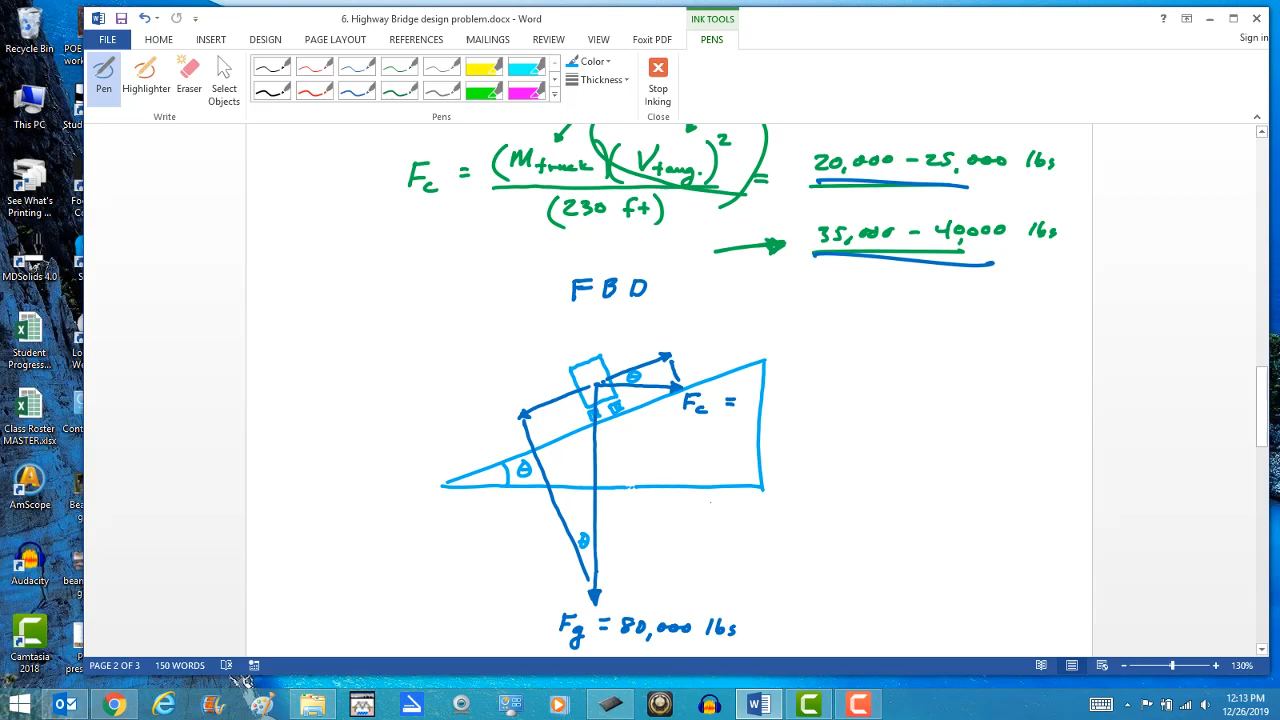 Recycle Bin
POE
work
6. Highway Bridge design problem.docx - Word
INK TOOLS
FILE
HOME
INSERT
DESIGN
PAGE LAYOUT
REFERENCES
MAILINGS
REVIEW
VIEW
Foxit PDF
PENS
Sign in
Pen
Highlighter
Eraser
Select Objects
Color
Thickness
Stop Inking
Write
Pens
Close
This PC
Stud
See What's Printing ...
MDSolids 4.0
Student Progress...
Class Roster MASTER.xlsx
AmScope
Audacity
Camtasia 2018
Fc = (Mtruck)(Vtang.)² = 20,000 - 25,000 lbs
(230 ft)
35,000 - 40,000 lbs
FBD
θ
Fc =
θ
θ
Fg = 80,000 lbs
PAGE 2 OF 3
150 WORDS
130%
12:13 PM
12/26/2019